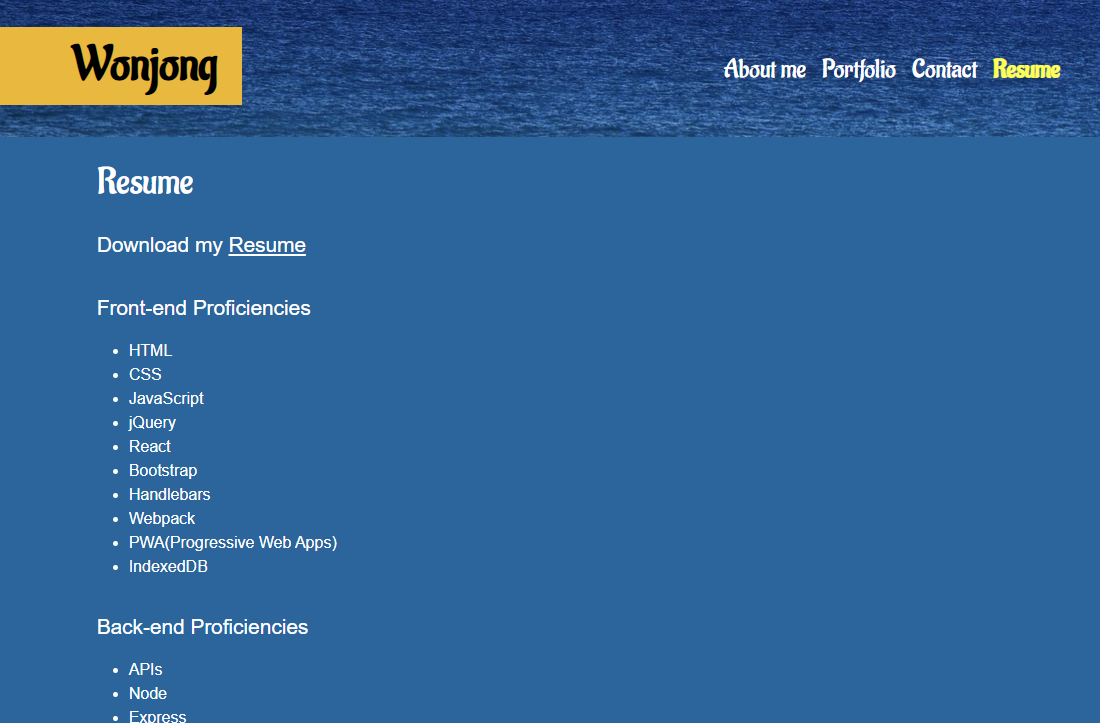 Wonjong
About me Portfolio Contact Resume
Resume
Download my Resume
Front-end Proficiencies
HTML
CSS
JavaScript
jQuery
React
Bootstrap
Handlebars
Webpack
PWA(Progressive Web Apps)
IndexedDB
Back-end Proficiencies
APIs
Node
Express